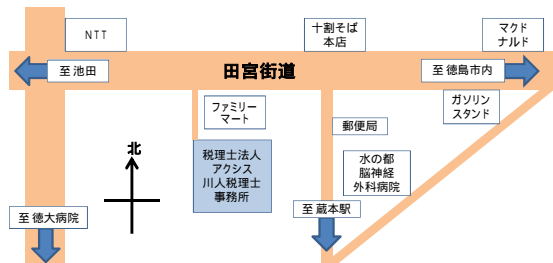 NTT
十割そば
本店
マクド
ナルド
至池田
田宮街道
至徳島市内
ファミリー
マート
ガソリン
スタンド
郵便局
北
税理士法人
アクシス
川人税理士
事務所
水の都
脳神経
外科病院
至徳大病院
至蔵本駅